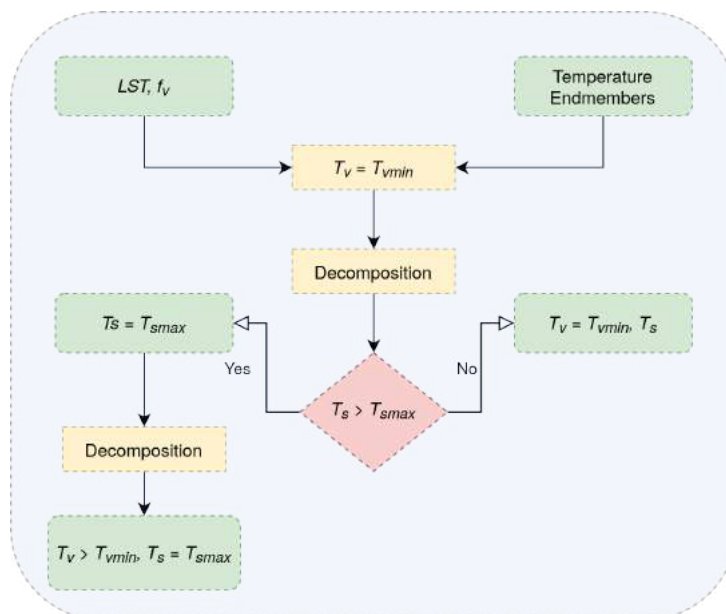 LST, fv
Temperature
Endmembers
Tv = Tvmin
Decomposition
Ts = Tsmax
Tv = Tvmin, Ts
Yes
No
Ts > Tsmax
Decomposition
Tv > Tvmin, Ts = Tsmax